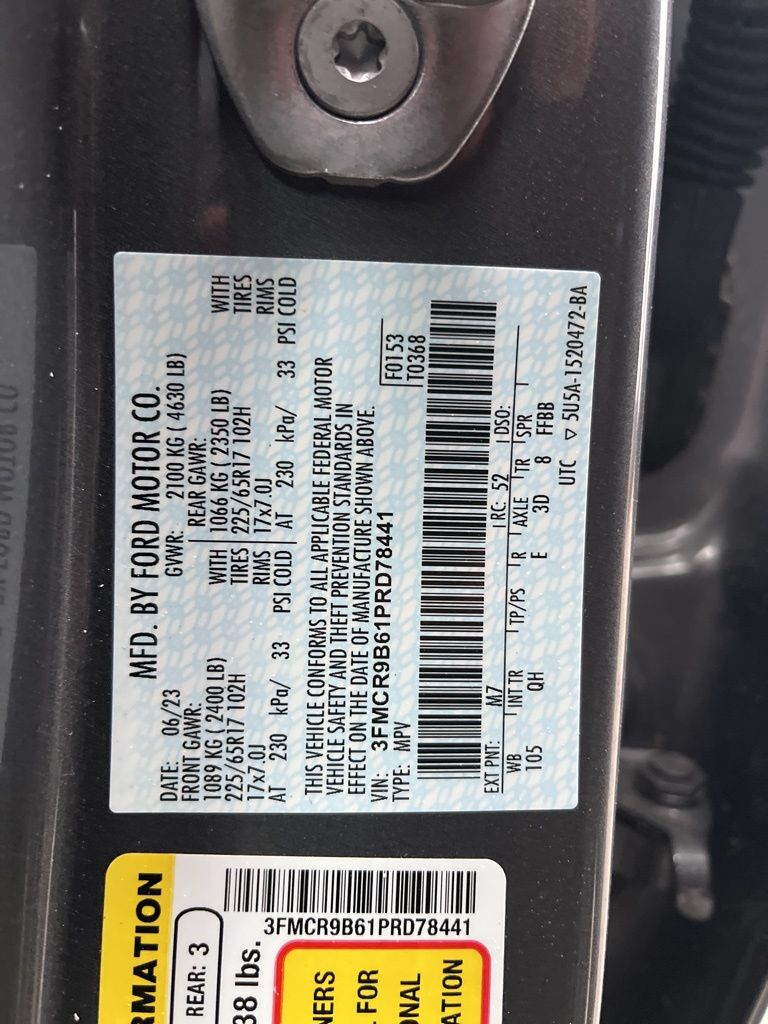 MFD. BY FORD MOTOR CO.
DATE: 06/23 GVWR: 2100 KG ( 4630 LB)
FRONT GAWR: REAR GAWR:
1089 KG ( 2400 LB) WITH 1066 KG ( 2350 LB) WITH
225/65R17 102H TIRES 225/65R17 102H TIRES
17x7.0J RIMS 17x7.0J RIMS
AT 230 kPa/ 33 PSI COLD AT 230 kPa/ 33 PSI COLD
THIS VEHICLE CONFORMS TO ALL APPLICABLE FEDERAL MOTOR
VEHICLE SAFETY AND THEFT PREVENTION STANDARDS IN
EFFECT ON THE DATE OF MANUFACTURE SHOWN ABOVE.
VIN: 3FMCR9B61PRD78441
TYPE: MPV
F0153
T0368
EXT PNT: M7 RC: 52 DSO:
WB INT TR TP/PS R AXLE TR SPR
105 QH E 3D 8 FFBB
UTC ▽ 5U5A-1520472-BA
RMATION
REAR: 3
38 lbs.
3FMCR9B61PRD78441
NERS
FOR
ONAL
ATION